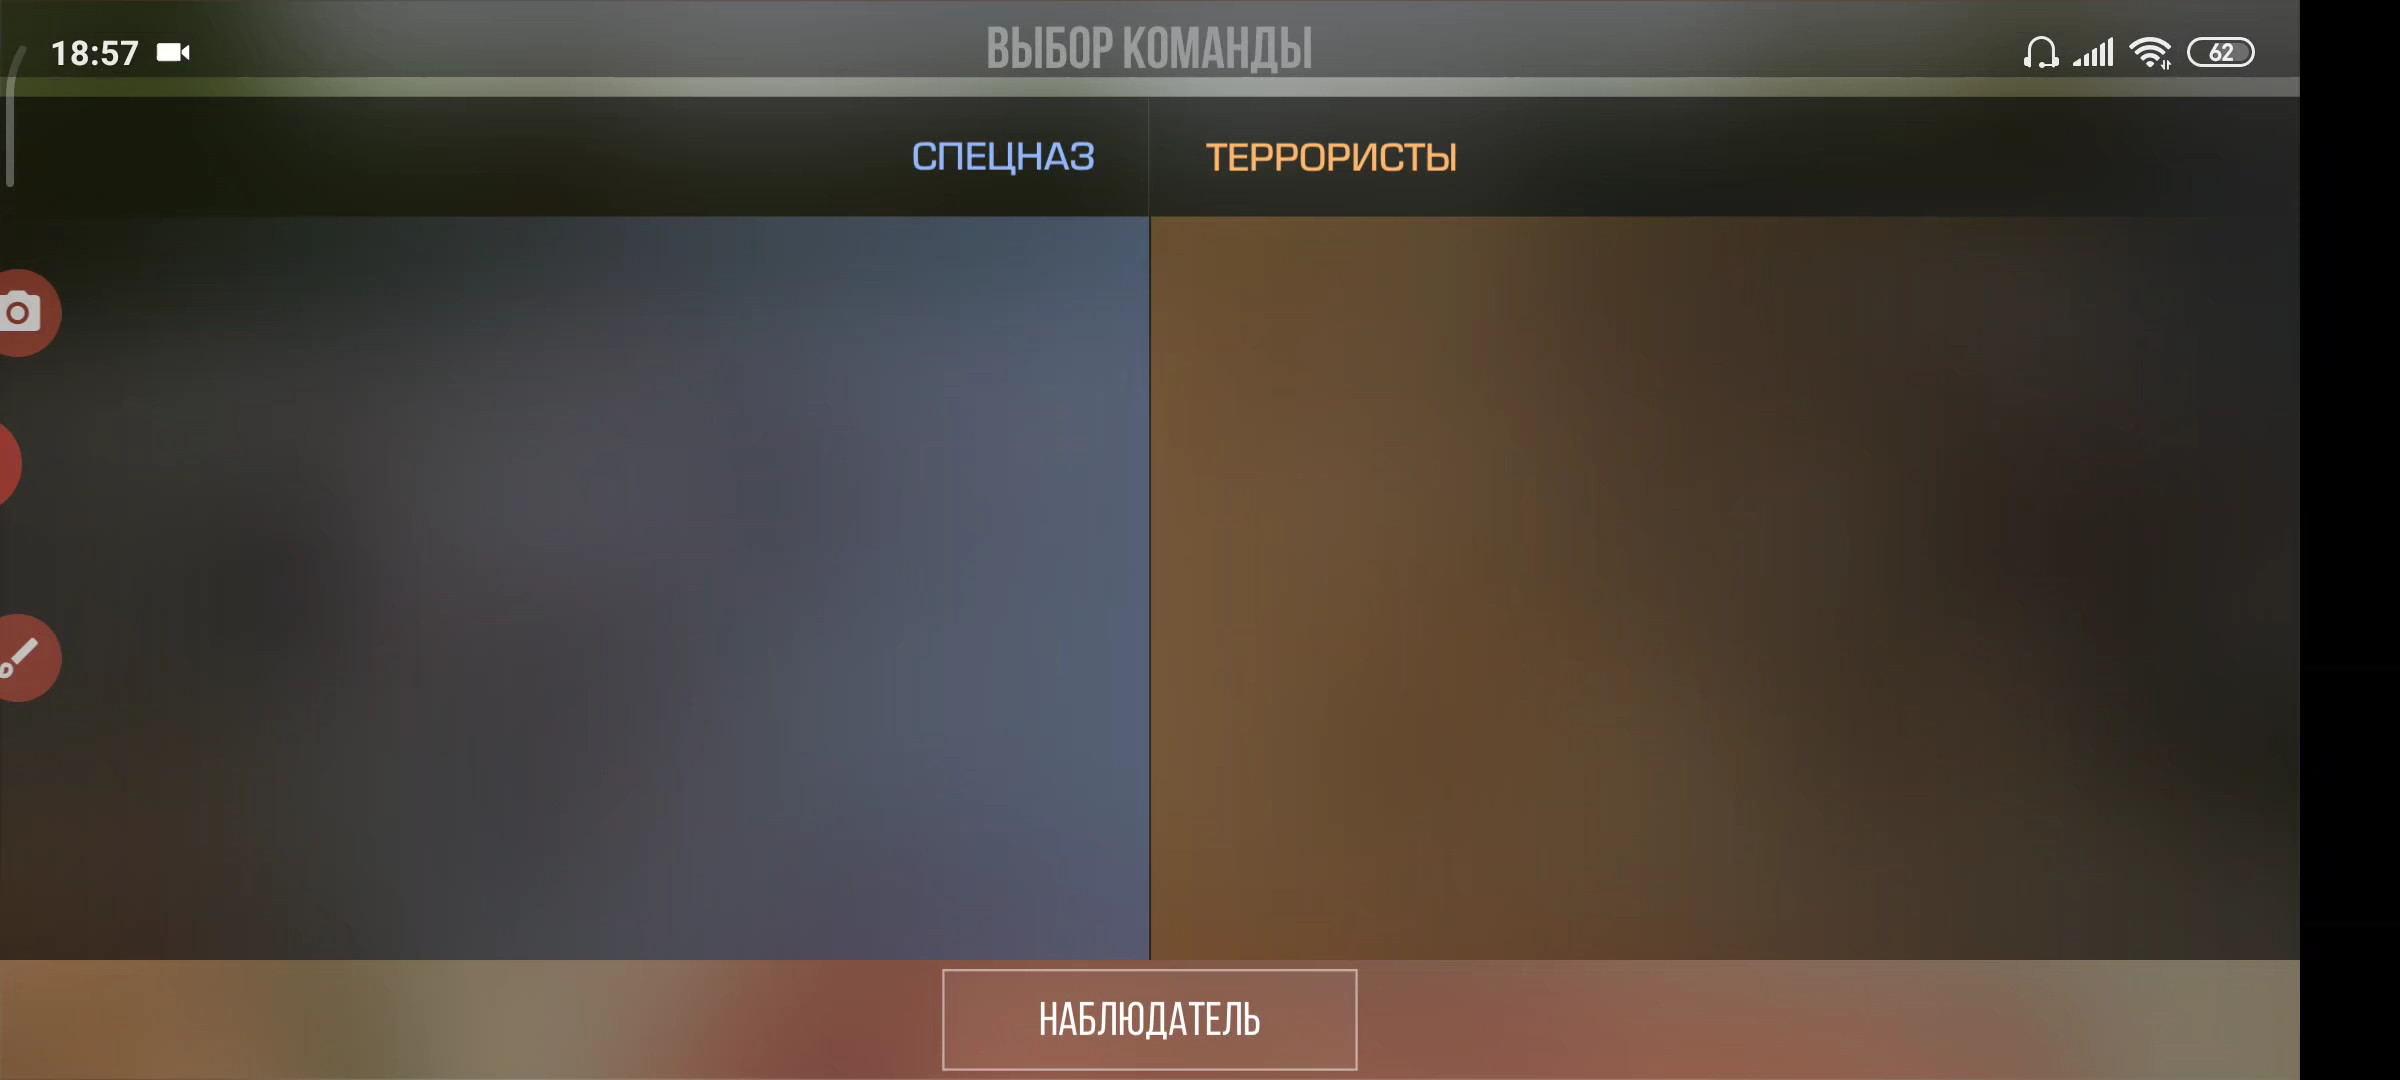 18:57
ВЫБОР КОМАНДЫ
62
СПЕЦНАЗ
ТЕРРОРИСТЫ
НАБЛЮДАТЕЛЬ